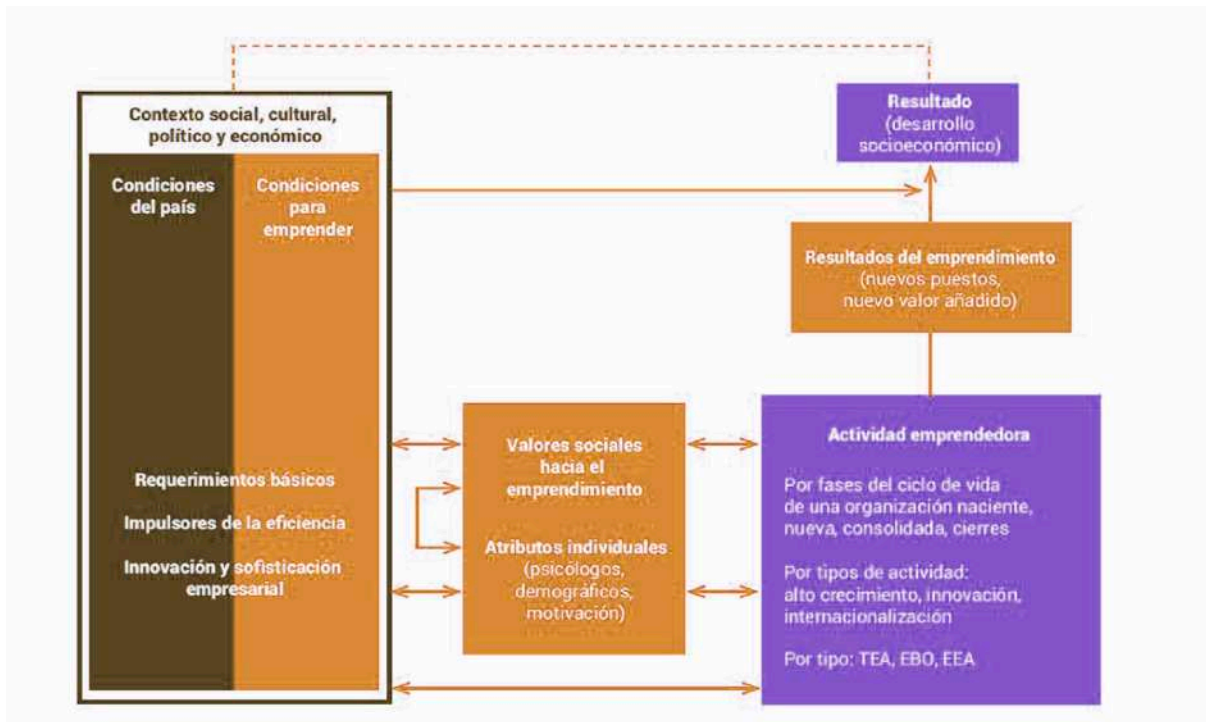 Contexto social, cultural,
político y económico
Condiciones
del país
Condiciones
para
emprender
Requerimientos básicos
Impulsores de la eficiencia
Innovación y sofisticación
empresarial
Valores sociales
hacia el
emprendimiento
Atributos individuales
(psicólogos,
demográficos,
motivación)
Resultado
(desarrollo
socioeconómico)
Resultados del emprendimiento
(nuevos puestos,
nuevo valor añadido)
Actividad emprendedora
Por fases del ciclo de vida
de una organización naciente,
nueva, consolidada, cierres
Por tipos de actividad:
alto crecimiento, innovación,
internacionalización
Por tipo: TEA, EBO, EEA